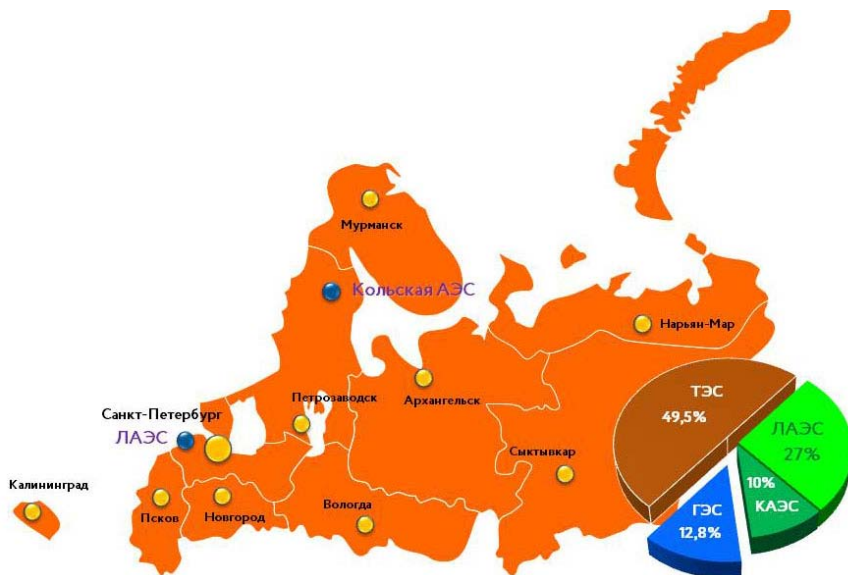 Мурманск
Кольская АЭС
Нарьян-Мар
Петрозаводск
Архангельск
Санкт-Петербург
ЛАЭС
Сыктывкар
Калининград
Псков
Новгород
Вологда
ТЭС
49,5%
ЛАЭС
27%
10%
КАЭС
ГЭС
12,8%